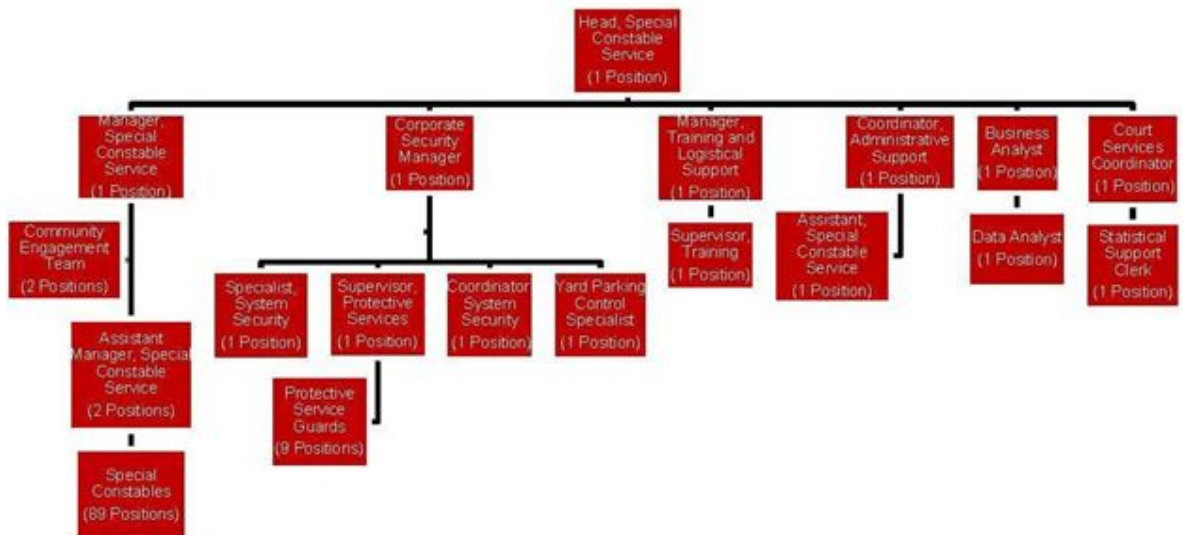 Head, Special
Constable
Service
(1 Position)
Manager,
Special
Constable
Service
(1 Position)
Corporate
Security
Manager
(1 Position)
Manager,
Training and
Logistical
Support
(1 Position)
Coordinator,
Administrative
Support
(1 Position)
Business
Analyst
(1 Position)
Court
Services
Coordinator
(1 Position)
Community
Engagement
Team
(2 Positions)
Supervisor,
Training
(1 Position)
Assistant,
Special
Constable
Service
(1 Position)
Data Analyst
(1 Position)
Statistical
Support
Clerk
(1 Position)
Specialist,
System
Security
(1 Position)
Supervisor,
Protective
Services
(1 Position)
Coordinator
System
Security
(1 Position)
Yard Parking
Control
Specialist
(1 Position)
Assistant
Manager, Special
Constable
Service
(2 Positions)
Protective
Service
Guards
(9 Positions)
Special
Constables
(89 Positions)